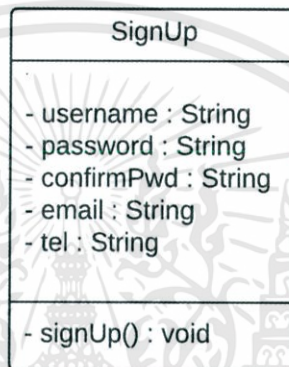 SignUp
- username : String
- password : String
- confirmPwd : String
- email : String
- tel : String
- signUp() : void